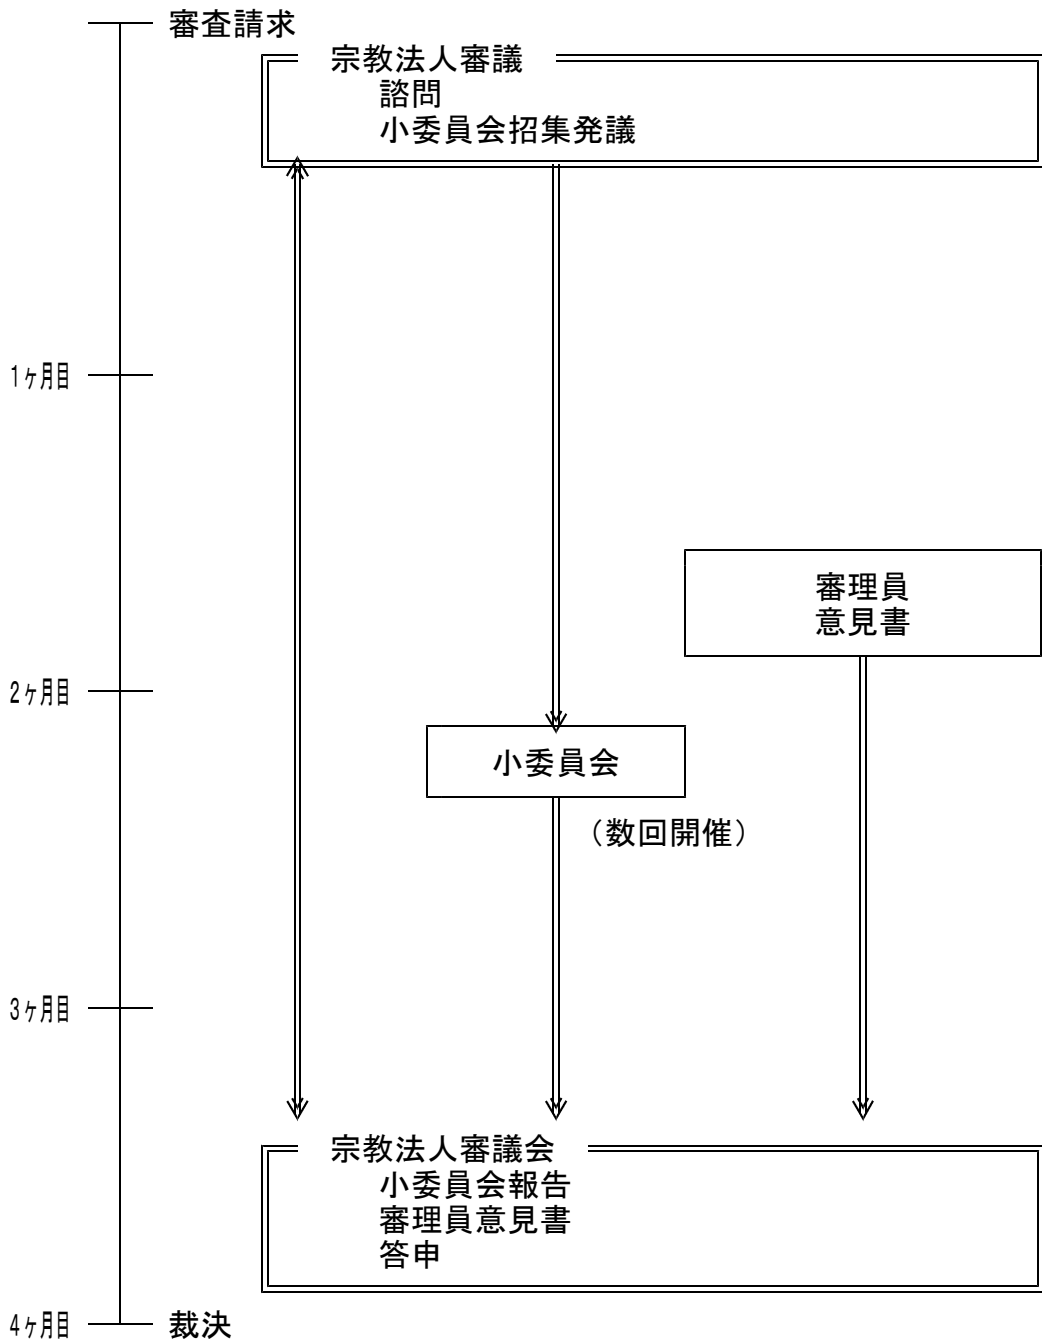 審査請求
宗教法人審議
諮問
小委員会招集発議
1ヶ月目
審理員
意見書
2ヶ月目
小委員会
（数回開催）
3ヶ月目
宗教法人審議会
小委員会報告
審理員意見書
答申
4ヶ月目
裁決